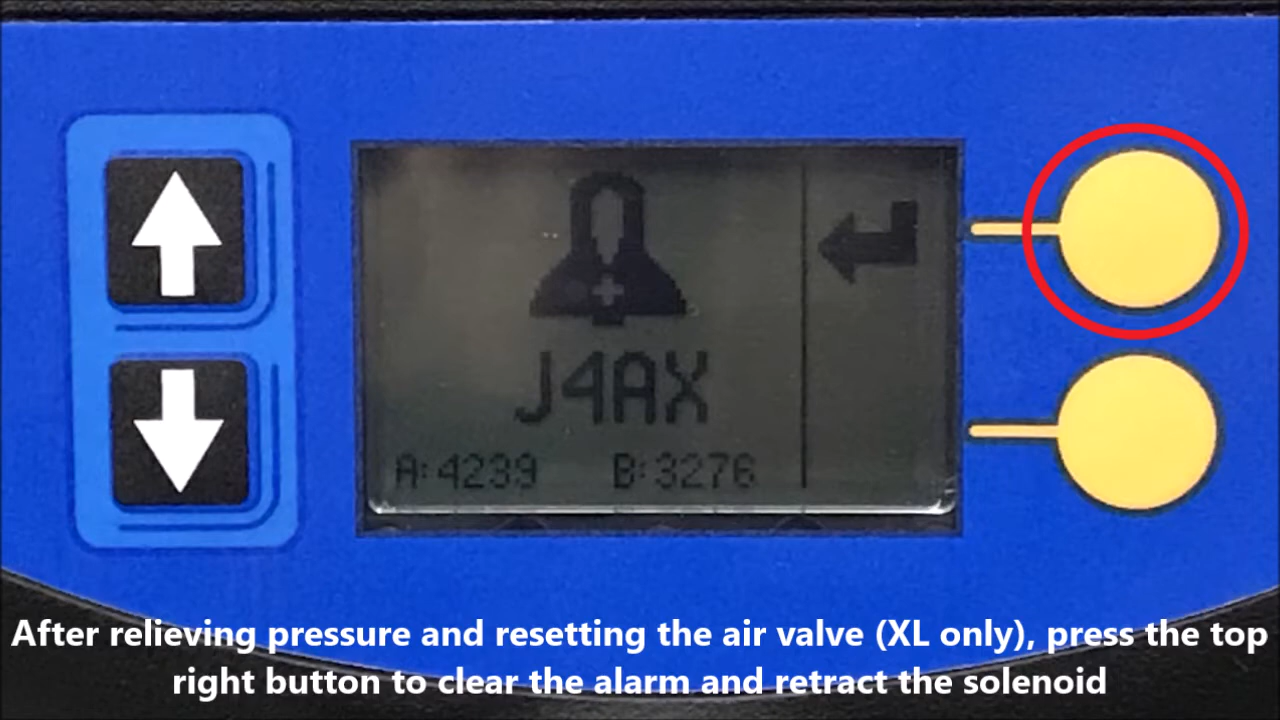 J4AX
A:4239 B:3276
After relieving pressure and resetting the air valve (XL only), press the top
right button to clear the alarm and retract the solenoid